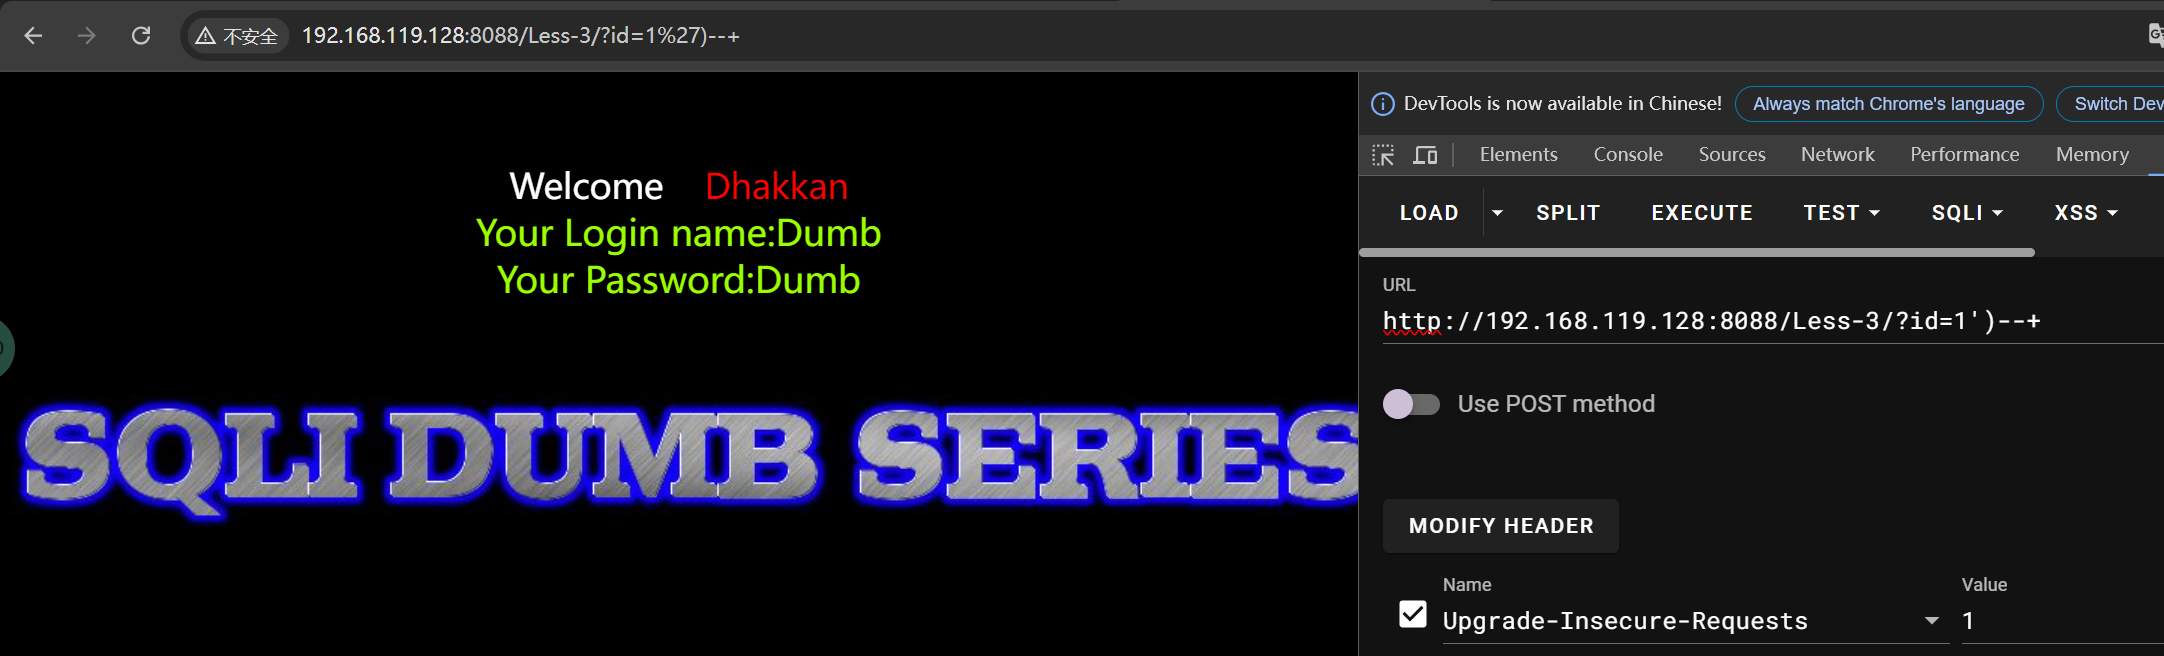 不安全 192.168.119.128:8088/Less-3/?id=1%27)--+
Welcome Dhakkan
Your Login name:Dumb
Your Password:Dumb
SQLI DUMB SERIES
DevTools is now available in Chinese! Always match Chrome's language Switch Dev
Elements Console Sources Network Performance Memory
LOAD SPLIT EXECUTE TEST SQLI XSS
URL
http://192.168.119.128:8088/Less-3/?id=1')--+
Use POST method
MODIFY HEADER
Name Value
Upgrade-Insecure-Requests 1